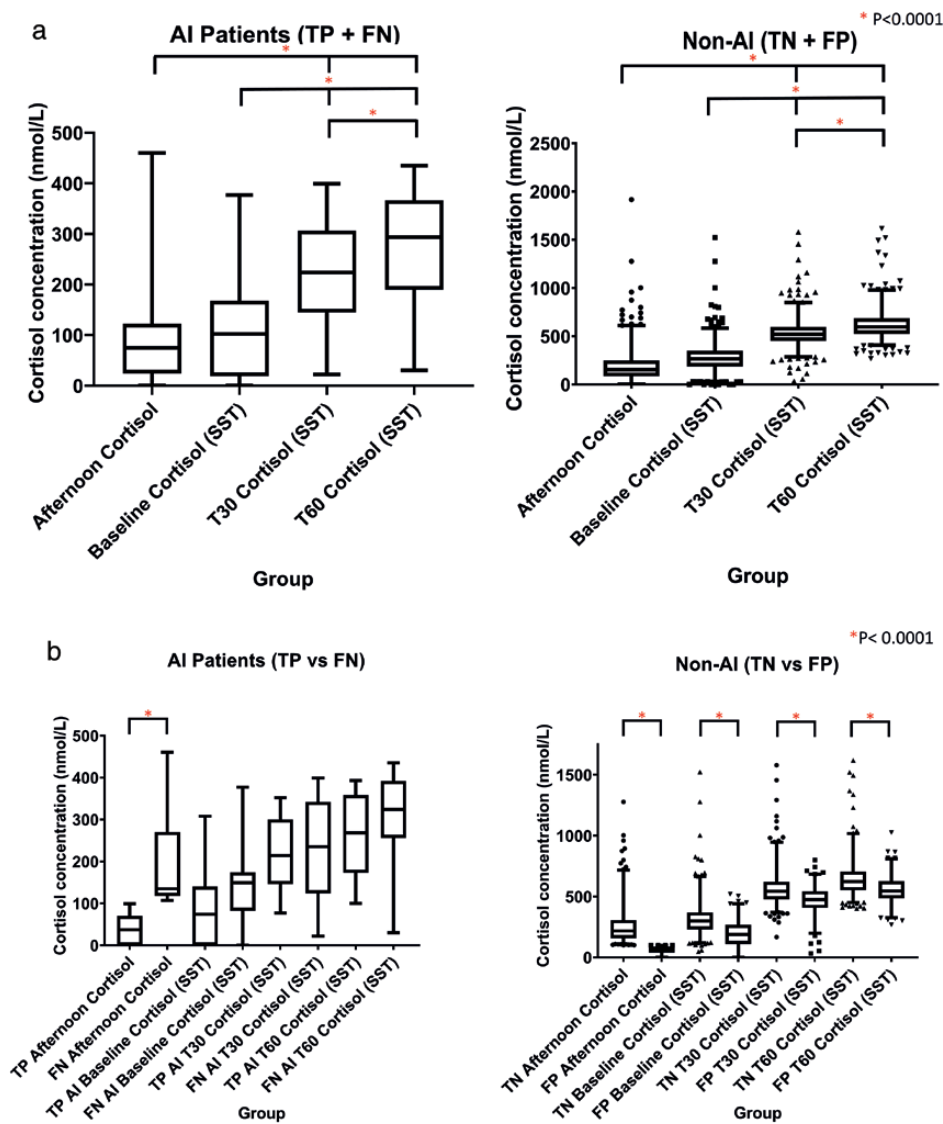 a
* P<0.0001
AI Patients (TP + FN)
Non-AI (TN + FP)
*
*
*
*
*
*
Cortisol concentration (nmol/L)
500
400
300
200
100
0
Afternoon Cortisol
Baseline Cortisol (SST)
T30 Cortisol (SST)
T60 Cortisol (SST)
Group
Cortisol concentration (nmol/L)
2500
2000
1500
1000
500
0
Afternoon Cortisol
Baseline Cortisol (SST)
T30 Cortisol (SST)
T60 Cortisol (SST)
Group
b
*P< 0.0001
AI Patients (TP vs FN)
Non-AI (TN vs FP)
*
*
*
*
*
Cortisol concentration (nmol/L)
500
400
300
200
100
0
TP Afternoon Cortisol
FN Afternoon Cortisol
TP AI Baseline Cortisol (SST)
FN AI Baseline Cortisol (SST)
TP AI T30 Cortisol (SST)
FN AI T30 Cortisol (SST)
TP AI T60 Cortisol (SST)
FN AI T60 Cortisol (SST)
Group
Cortisol concentration (nmol/L)
1500
1000
500
0
TN Afternoon Cortisol
FP Afternoon Cortisol
TN Baseline Cortisol (SST)
FP Baseline Cortisol (SST)
TN T30 Cortisol (SST)
FP T30 Cortisol (SST)
TN T60 Cortisol (SST)
FP T60 Cortisol (SST)
Group